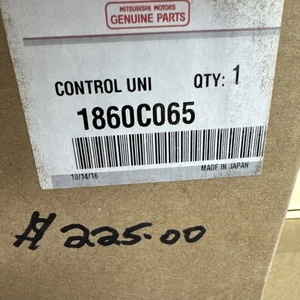 MITSUBISHI MOTORS
GENUINE PARTS
CONTROL UNI QTY: 1
1860C065
MADE IN JAPAN
10/14/16
# 225.00